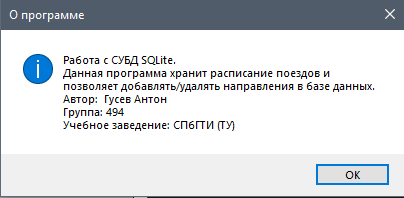 О программе
Работа с СУБД SQLite.
Данная программа хранит расписание поездов и
позволяет добавлять/удалять направления в базе данных.
Автор:  Гусев Антон
Группа: 494
Учебное заведение: СПбГТИ (ТУ)
ОК